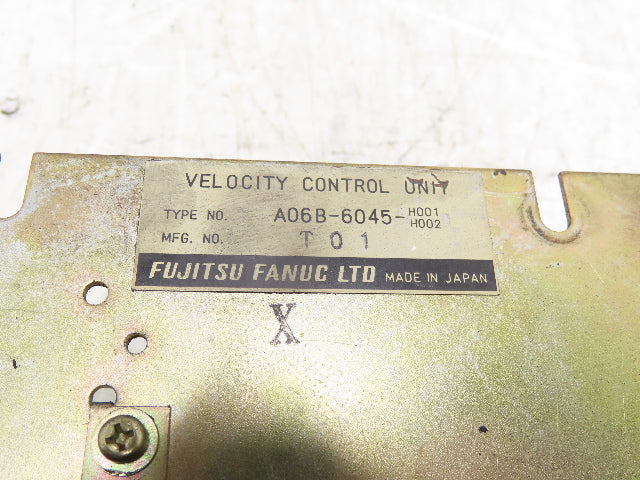 VELOCITY CONTROL UNIT
TYPE NO. A06B-6045-H001
H002
MFG. NO. T01
FUJITSU FANUC LTD MADE IN JAPAN
X